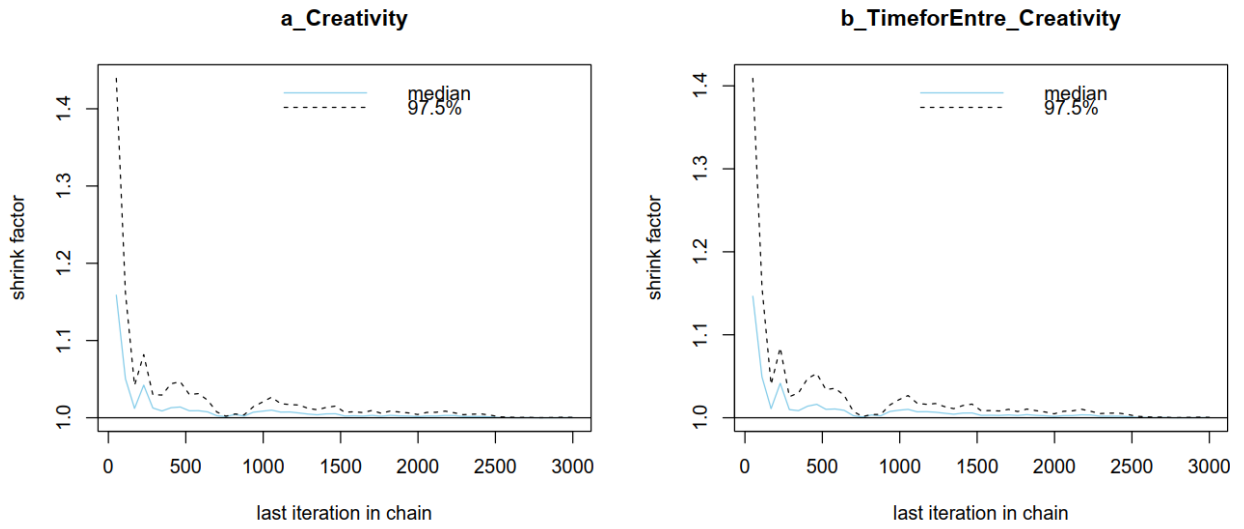 a_Creativity
median
97.5%
shrink factor
1.0 1.1 1.2 1.3 1.4
0 500 1000 1500 2000 2500 3000
last iteration in chain
b_TimeforEntre_Creativity
median
97.5%
shrink factor
1.0 1.1 1.2 1.3 1.4
0 500 1000 1500 2000 2500 3000
last iteration in chain